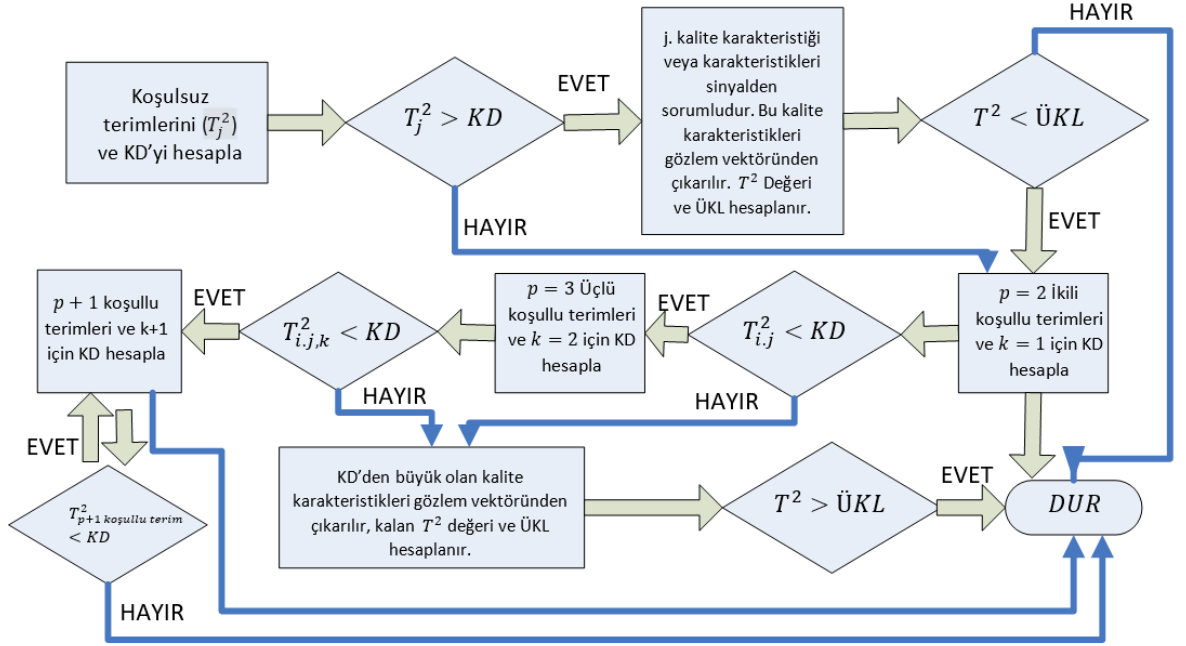 HAYIR
Koşulsuz
terimlerini (T_j^2)
ve KD'yi hesapla
T_j^2 > KD
EVET
j. kalite karakteristiği
veya karakteristikleri
sinyalden
sorumludur. Bu kalite
karakteristikleri
gözlem vektöründen
çıkarılır. T^2 Değeri
ve ÜKL hesaplanır.
T^2 < ÜKL
HAYIR
EVET
p = 2 İkili
koşullu terimleri
ve k = 1 için KD
hesapla
T_{i.j}^2 < KD
EVET
p = 3 Üçlü
koşullu terimleri
ve k = 2 için KD
hesapla
T_{i.j,k}^2 < KD
EVET
p + 1 koşullu
terimleri ve k+1
için KD hesapla
HAYIR
HAYIR
EVET
T_{p+1 koşullu terim}^2
< KD
KD'den büyük olan kalite
karakteristikleri gözlem vektöründen
çıkarılır, kalan T^2 değeri ve ÜKL
hesaplanır.
T^2 > ÜKL
EVET
DUR
HAYIR